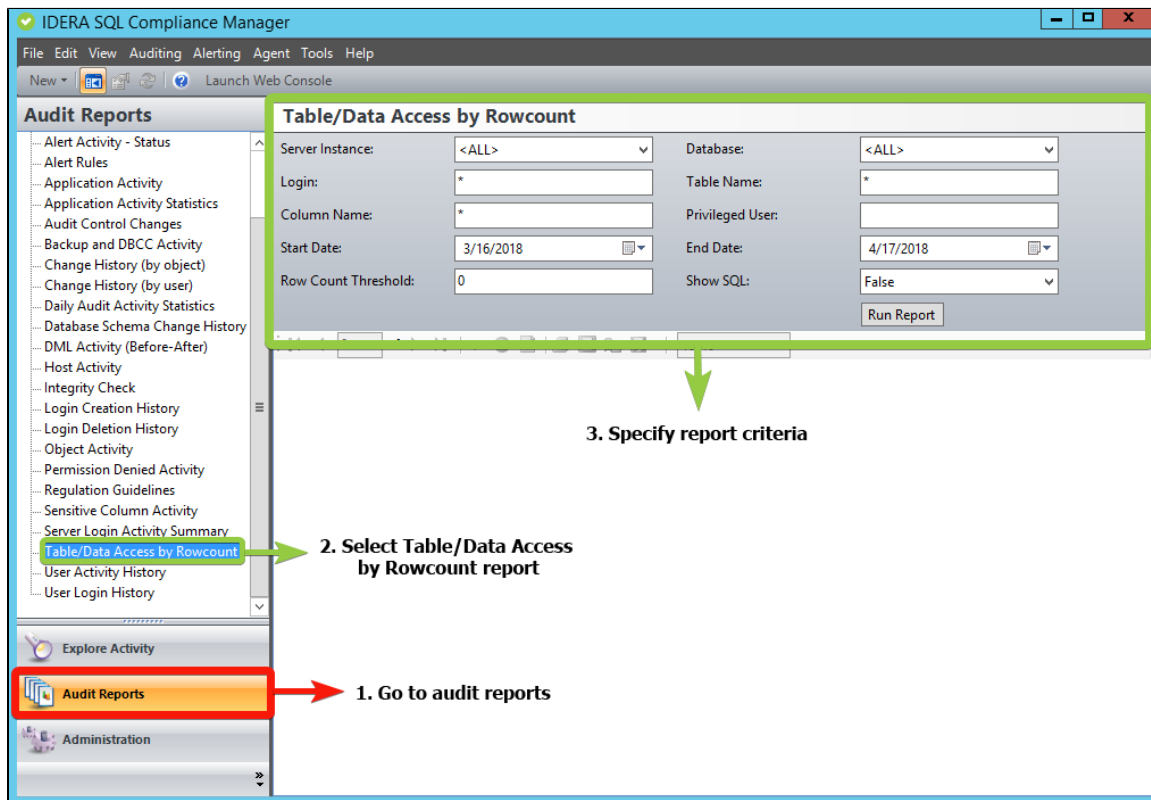 IDERA SQL Compliance Manager
File Edit View Auditing Alerting Agent Tools Help
New Launch Web Console
Audit Reports
Alert Activity - Status
Alert Rules
Application Activity
Application Activity Statistics
Audit Control Changes
Backup and DBCC Activity
Change History (by object)
Change History (by user)
Daily Audit Activity Statistics
Database Schema Change History
DML Activity (Before-After)
Host Activity
Integrity Check
Login Creation History
Login Deletion History
Object Activity
Permission Denied Activity
Regulation Guidelines
Sensitive Column Activity
Server Login Activity Summary
Table/Data Access by Rowcount
User Activity History
User Login History
Explore Activity
Audit Reports
Administration
Table/Data Access by Rowcount
Server Instance: <ALL> Database: <ALL>
Login: * Table Name: *
Column Name: * Privileged User:
Start Date: 3/16/2018 End Date: 4/17/2018
Row Count Threshold: 0 Show SQL: False
Run Report
3. Specify report criteria
2. Select Table/Data Access
by Rowcount report
1. Go to audit reports